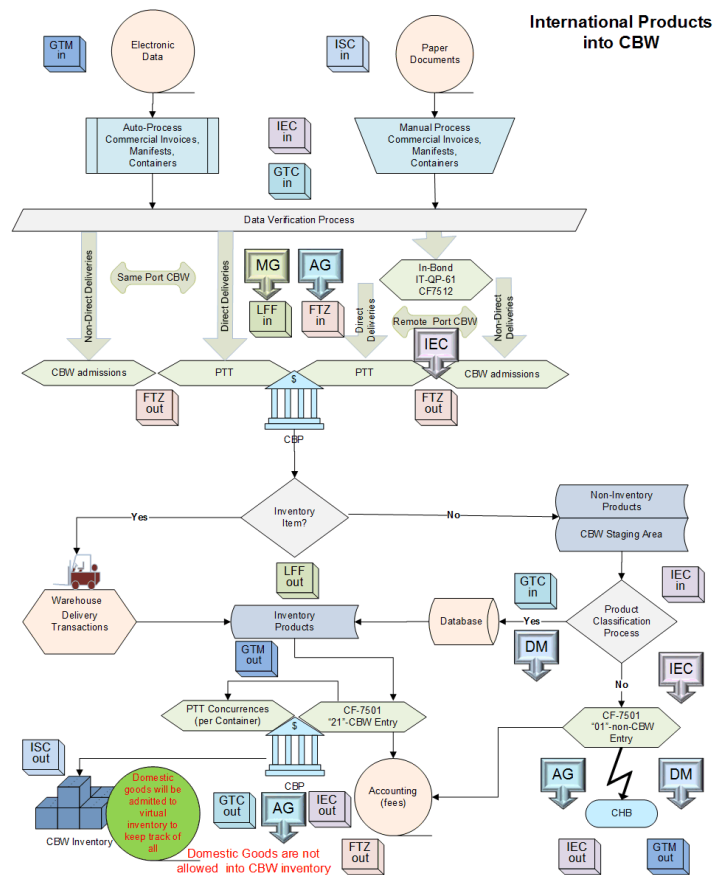 International Products
into CBW
GTM
in
Electronic
Data
ISC
in
Paper
Documents
Auto-Process
Commercial Invoices,
Manifests,
Containers
IEC
in
GTC
in
Manual Process
Commercial Invoices,
Manifests,
Containers
Data Verification Process
Non-Direct Deliveries
Same Port CBW
Direct Deliveries
MG
LFF
in
AG
FTZ
in
In-Bond
IT-QP-61
CF7512
Direct
Deliveries
Remote Port CBW
Non-Direct
Deliveries
IEC
CBW admissions
PTT
$
PTT
CBW admissions
FTZ
out
CBP
FTZ
out
Yes
Inventory
Item?
No
Non-Inventory
Products
CBW Staging Area
LFF
out
GTC
in
IEC
in
Warehouse
Delivery
Transactions
Inventory
Products
Database
Yes
Product
Classification
Process
DM
GTM
out
IEC
No
PTT Concurrences
(per Container)
$
CF-7501
"21"-CBW Entry
CF-7501
"01"-non-CBW
Entry
ISC
out
CBP
Domestic
goods will be
admitted to
virtual
inventory to
keep track of
all
CBW Inventory
GTC
out
AG
IEC
out
Accounting
(fees)
AG
DM
CHB
Domestic Goods are not
allowed into CBW inventory
FTZ
out
IEC
out
GTM
out